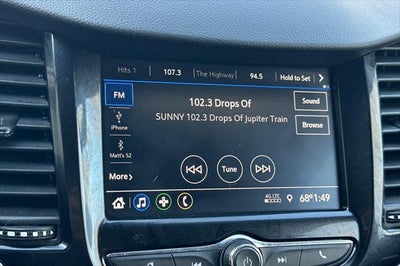 Hits 1 107.3 The Highway 94.5 Hold to Set
FM
102.3 Drops Of
Sound
SUNNY 102.3 Drops Of Jupiter Train
iPhone
Browse
Matt's S2
More
Tune
4G LTE
68° 1:49